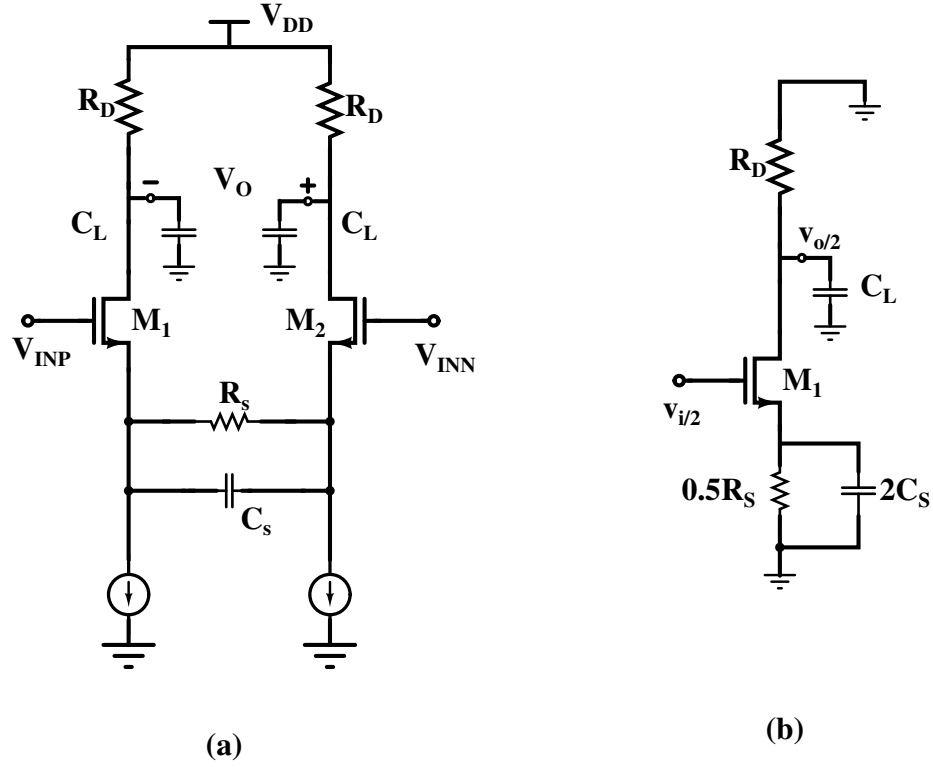 V_DD
R_D
R_D
−
V_O
+
C_L
C_L
M_1
M_2
V_INP
V_INN
R_s
C_s
(a)
R_D
v_o/2
C_L
M_1
v_i/2
0.5R_S
2C_S
(b)